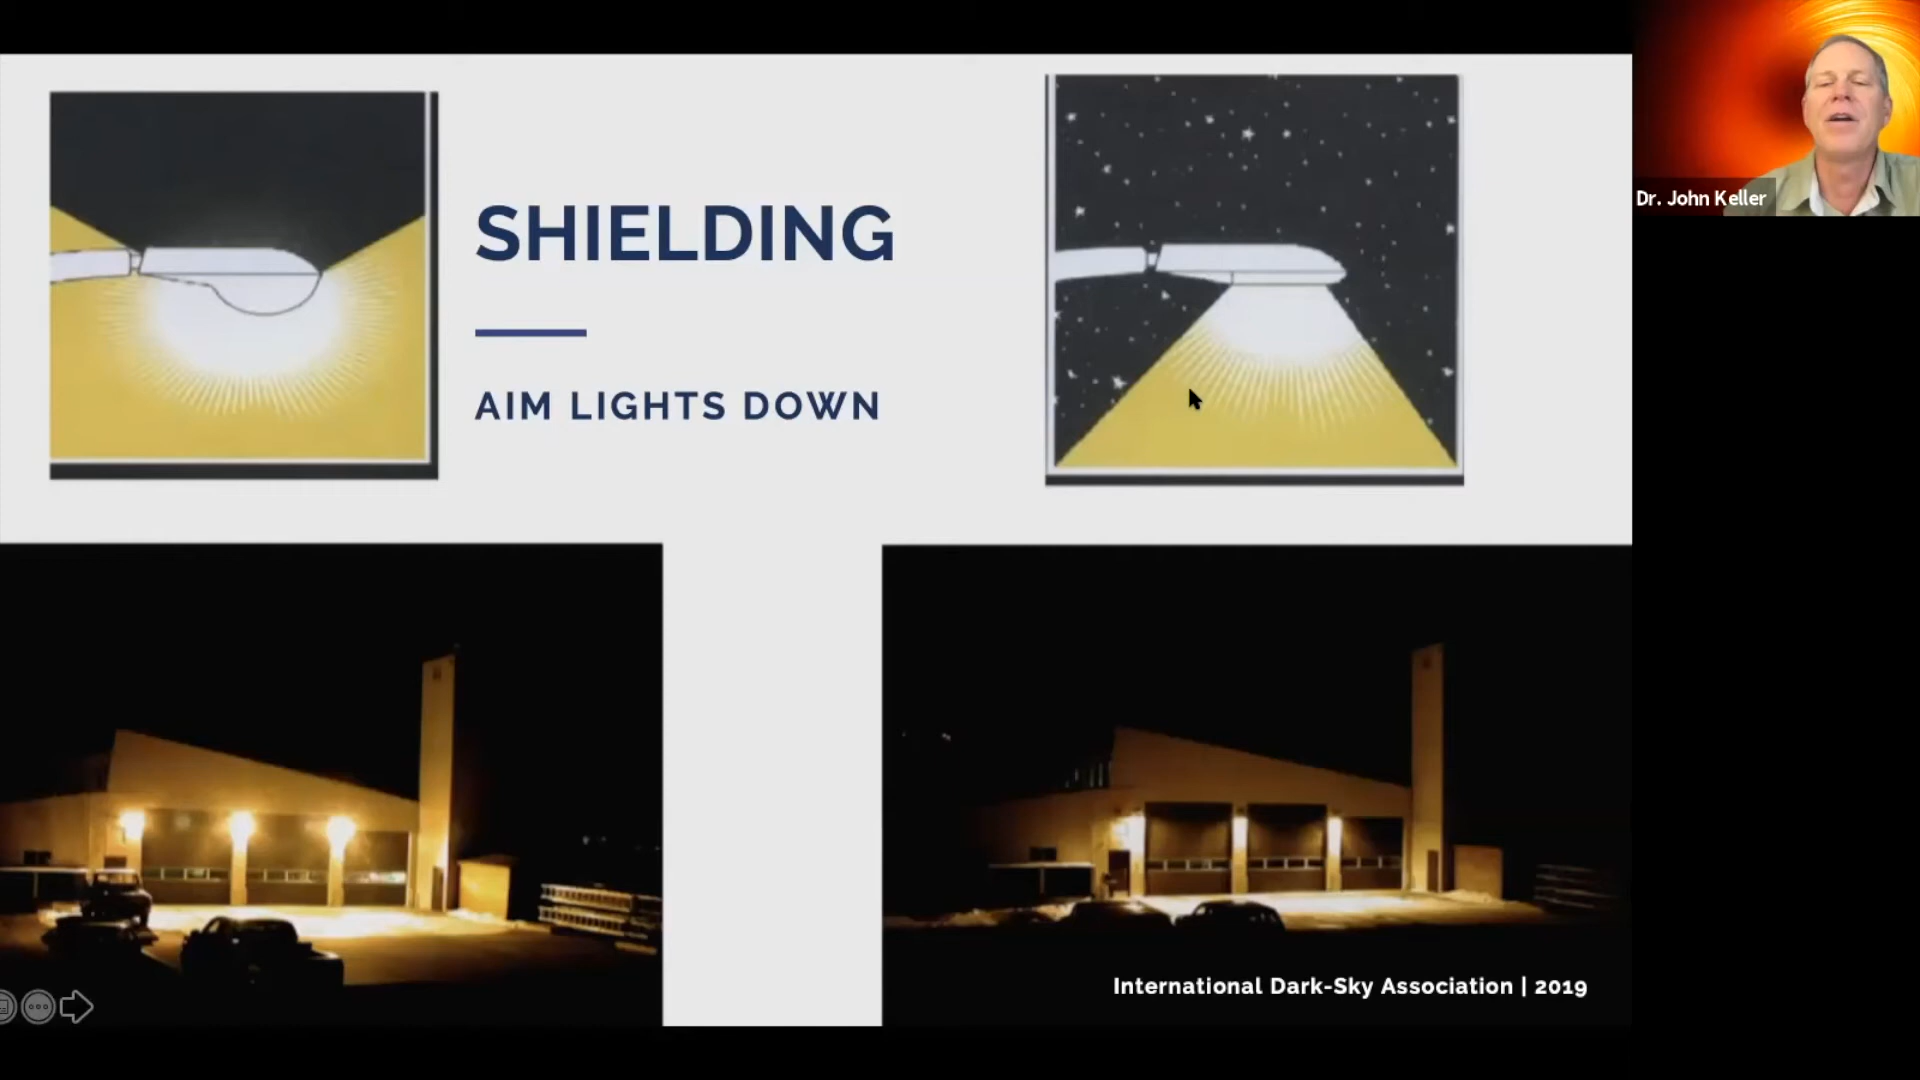 SHIELDING
AIM LIGHTS DOWN
Dr. John Keller
International Dark-Sky Association | 2019